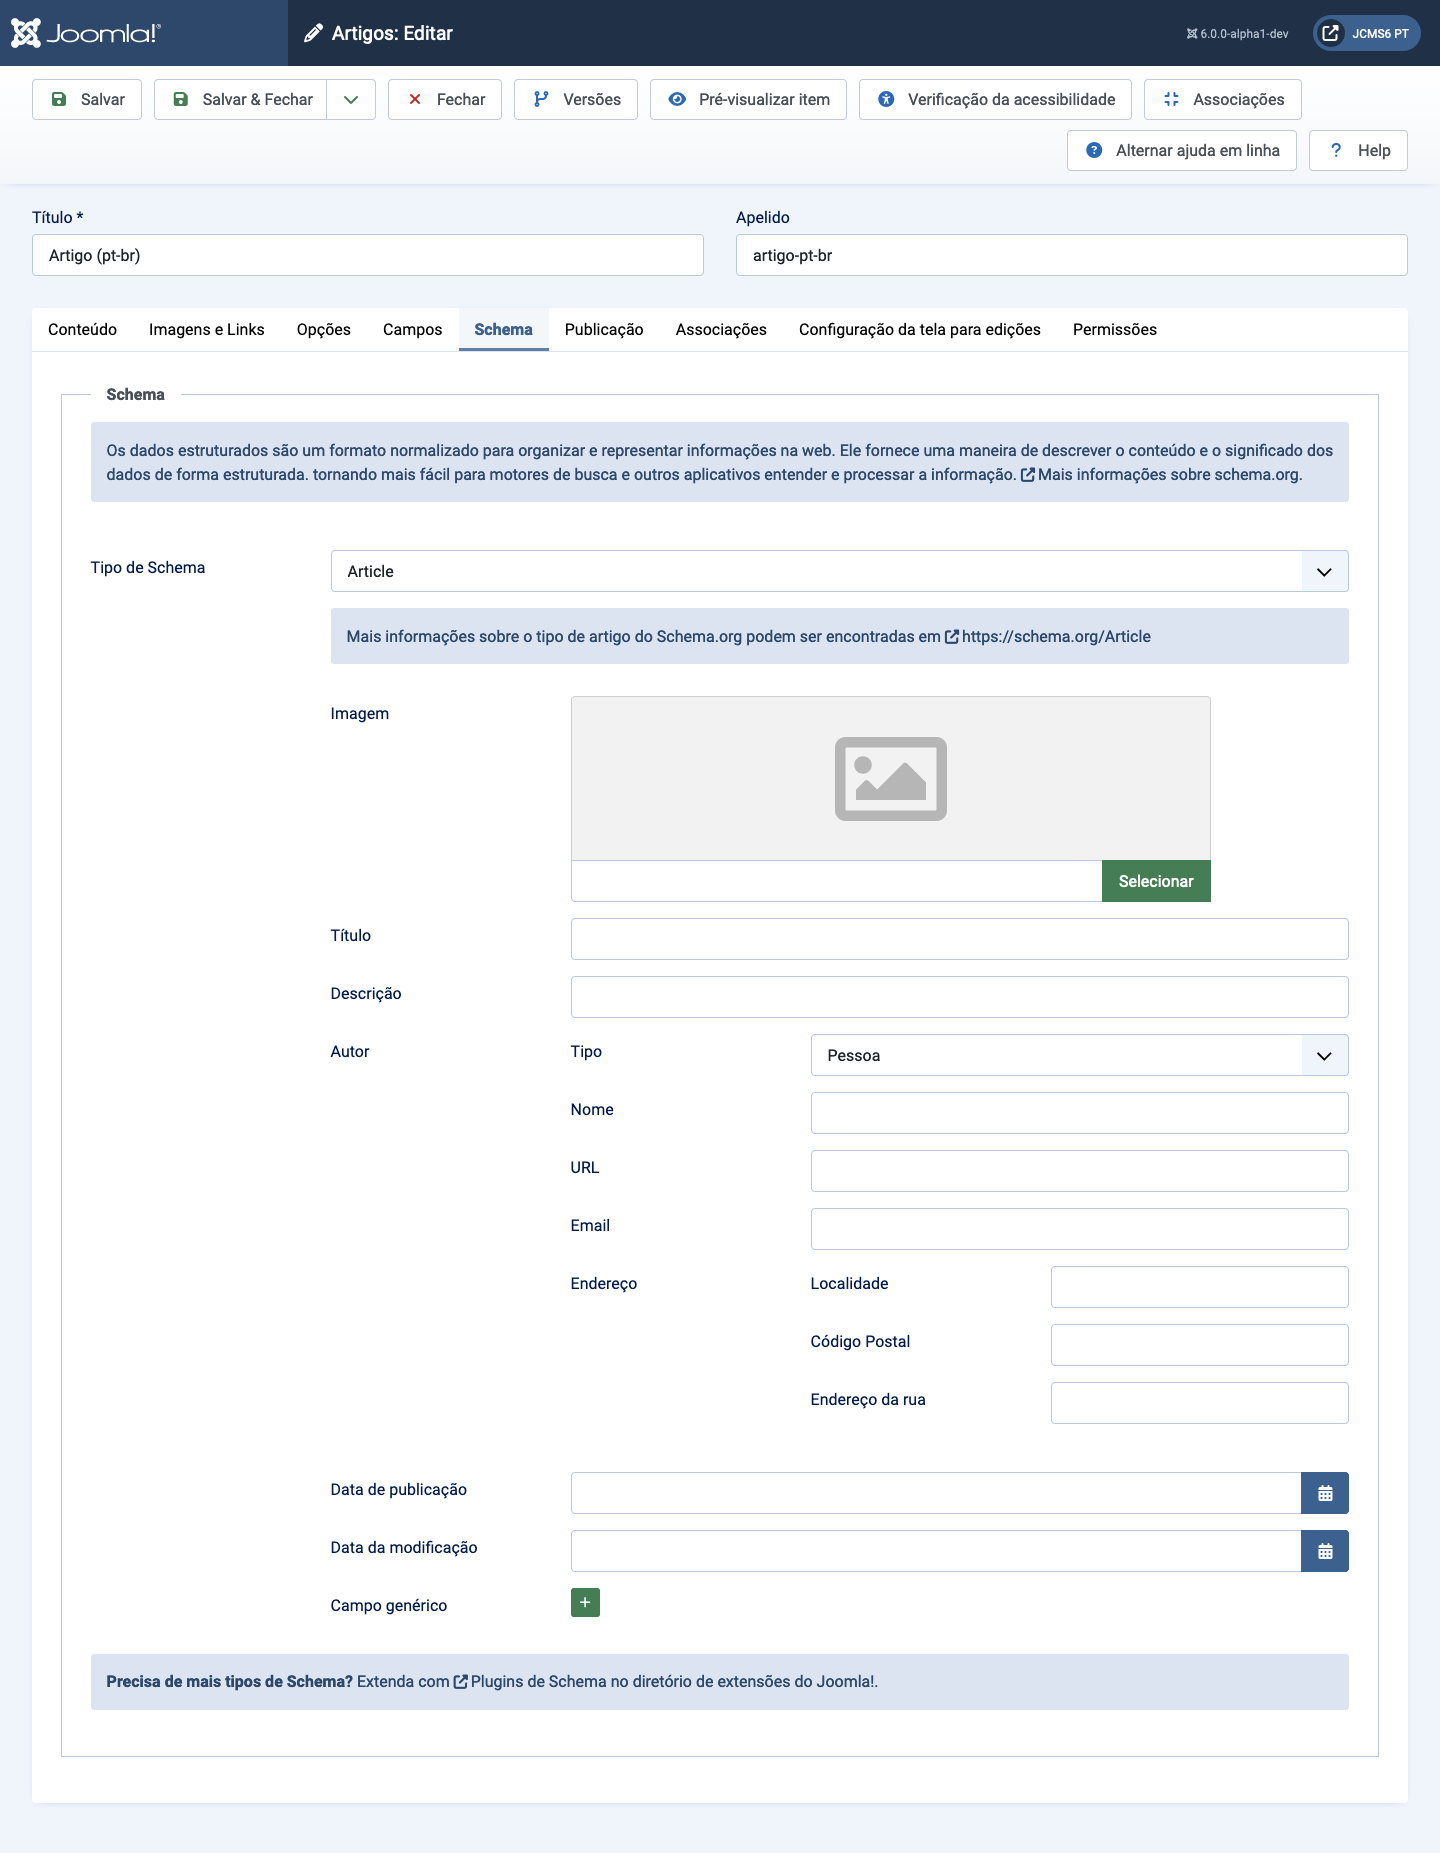 Joomla!®
Artigos: Editar
6.0.0-alpha1-dev
JCMS6 PT
Salvar
Salvar & Fechar
Fechar
Versões
Pré-visualizar item
Verificação da acessibilidade
Associações
Alternar ajuda em linha
? Help
Título *
Apelido
Artigo (pt-br)
artigo-pt-br
Conteúdo
Imagens e Links
Opções
Campos
Schema
Publicação
Associações
Configuração da tela para edições
Permissões
Schema
Os dados estruturados são um formato normalizado para organizar e representar informações na web. Ele fornece uma maneira de descrever o conteúdo e o significado dos
dados de forma estruturada. tornando mais fácil para motores de busca e outros aplicativos entender e processar a informação. Mais informações sobre schema.org.
Tipo de Schema
Article
Mais informações sobre o tipo de artigo do Schema.org podem ser encontradas em https://schema.org/Article
Imagem
Selecionar
Título
Descrição
Autor
Tipo
Pessoa
Nome
URL
Email
Endereço
Localidade
Código Postal
Endereço da rua
Data de publicação
Data da modificação
Campo genérico
+
Precisa de mais tipos de Schema? Extenda com Plugins de Schema no diretório de extensões do Joomla!.